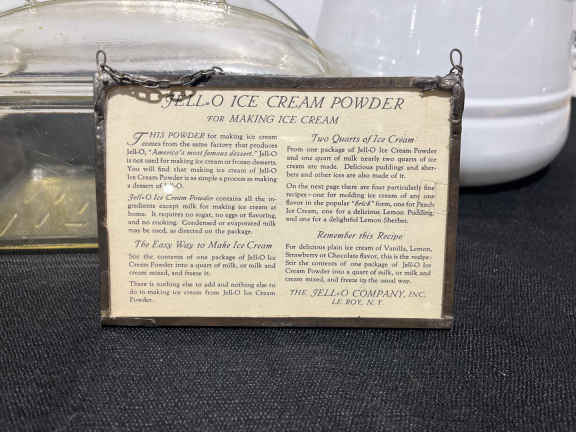 JELL-O ICE CREAM POWDER
FOR MAKING ICE CREAM
THIS POWDER for making ice cream
comes from the same factory that produces
Jell-O, "America's most famous dessert." Jell-O
is not used for making ice cream or frozen desserts.
You will find that making ice cream of Jell-O
Ice Cream Powder is as simple a process as making
a dessert of O.
Jell-O Ice Cream Powder contains all the in-
gredients except milk for making ice cream at
home. It requires no sugar, no eggs or flavoring,
and no cooking. Condensed or evaporated milk
may be used, as directed on the package.
The Easy Way to Make Ice Cream
Stir the contents of one package of Jell-O Ice
Cream Powder into a quart of milk, or milk and
cream mixed, and freeze it.
There is nothing else to add and nothing else to
do in making ice cream from Jell-O Ice Cream
Powder.
Two Quarts of Ice Cream
From one package of Jell-O Ice Cream Powder
and one quart of milk nearly two quarts of ice
cream are made. Delicious puddings and sher-
bets and other ices are also made of it.
On the next page there are four particularly fine
recipes—one for molding ice cream of any one
flavor in the popular "brick" form, one for Peach
Ice Cream, one for a delicious Lemon Pudding,
and one for a delightful Lemon Sherbet.
Remember this Recipe
For delicious plain ice cream of Vanilla, Lemon,
Strawberry or Chocolate flavor, this is the recipe:
Stir the contents of one package of Jell-O Ice
Cream Powder into a quart of milk, or milk and
cream mixed, and freeze in the usual way.
THE JELL-O COMPANY, INC.
LE ROY, N. Y.